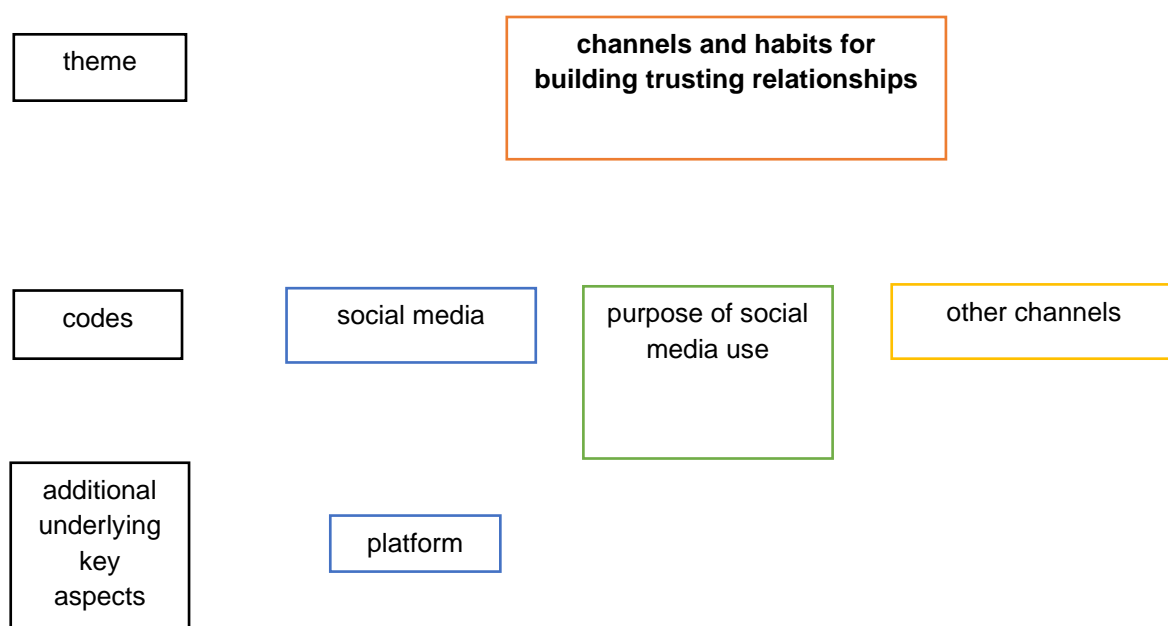 theme
channels and habits for
building trusting relationships
codes
social media
purpose of social
media use
other channels
additional
underlying
key
aspects
platform